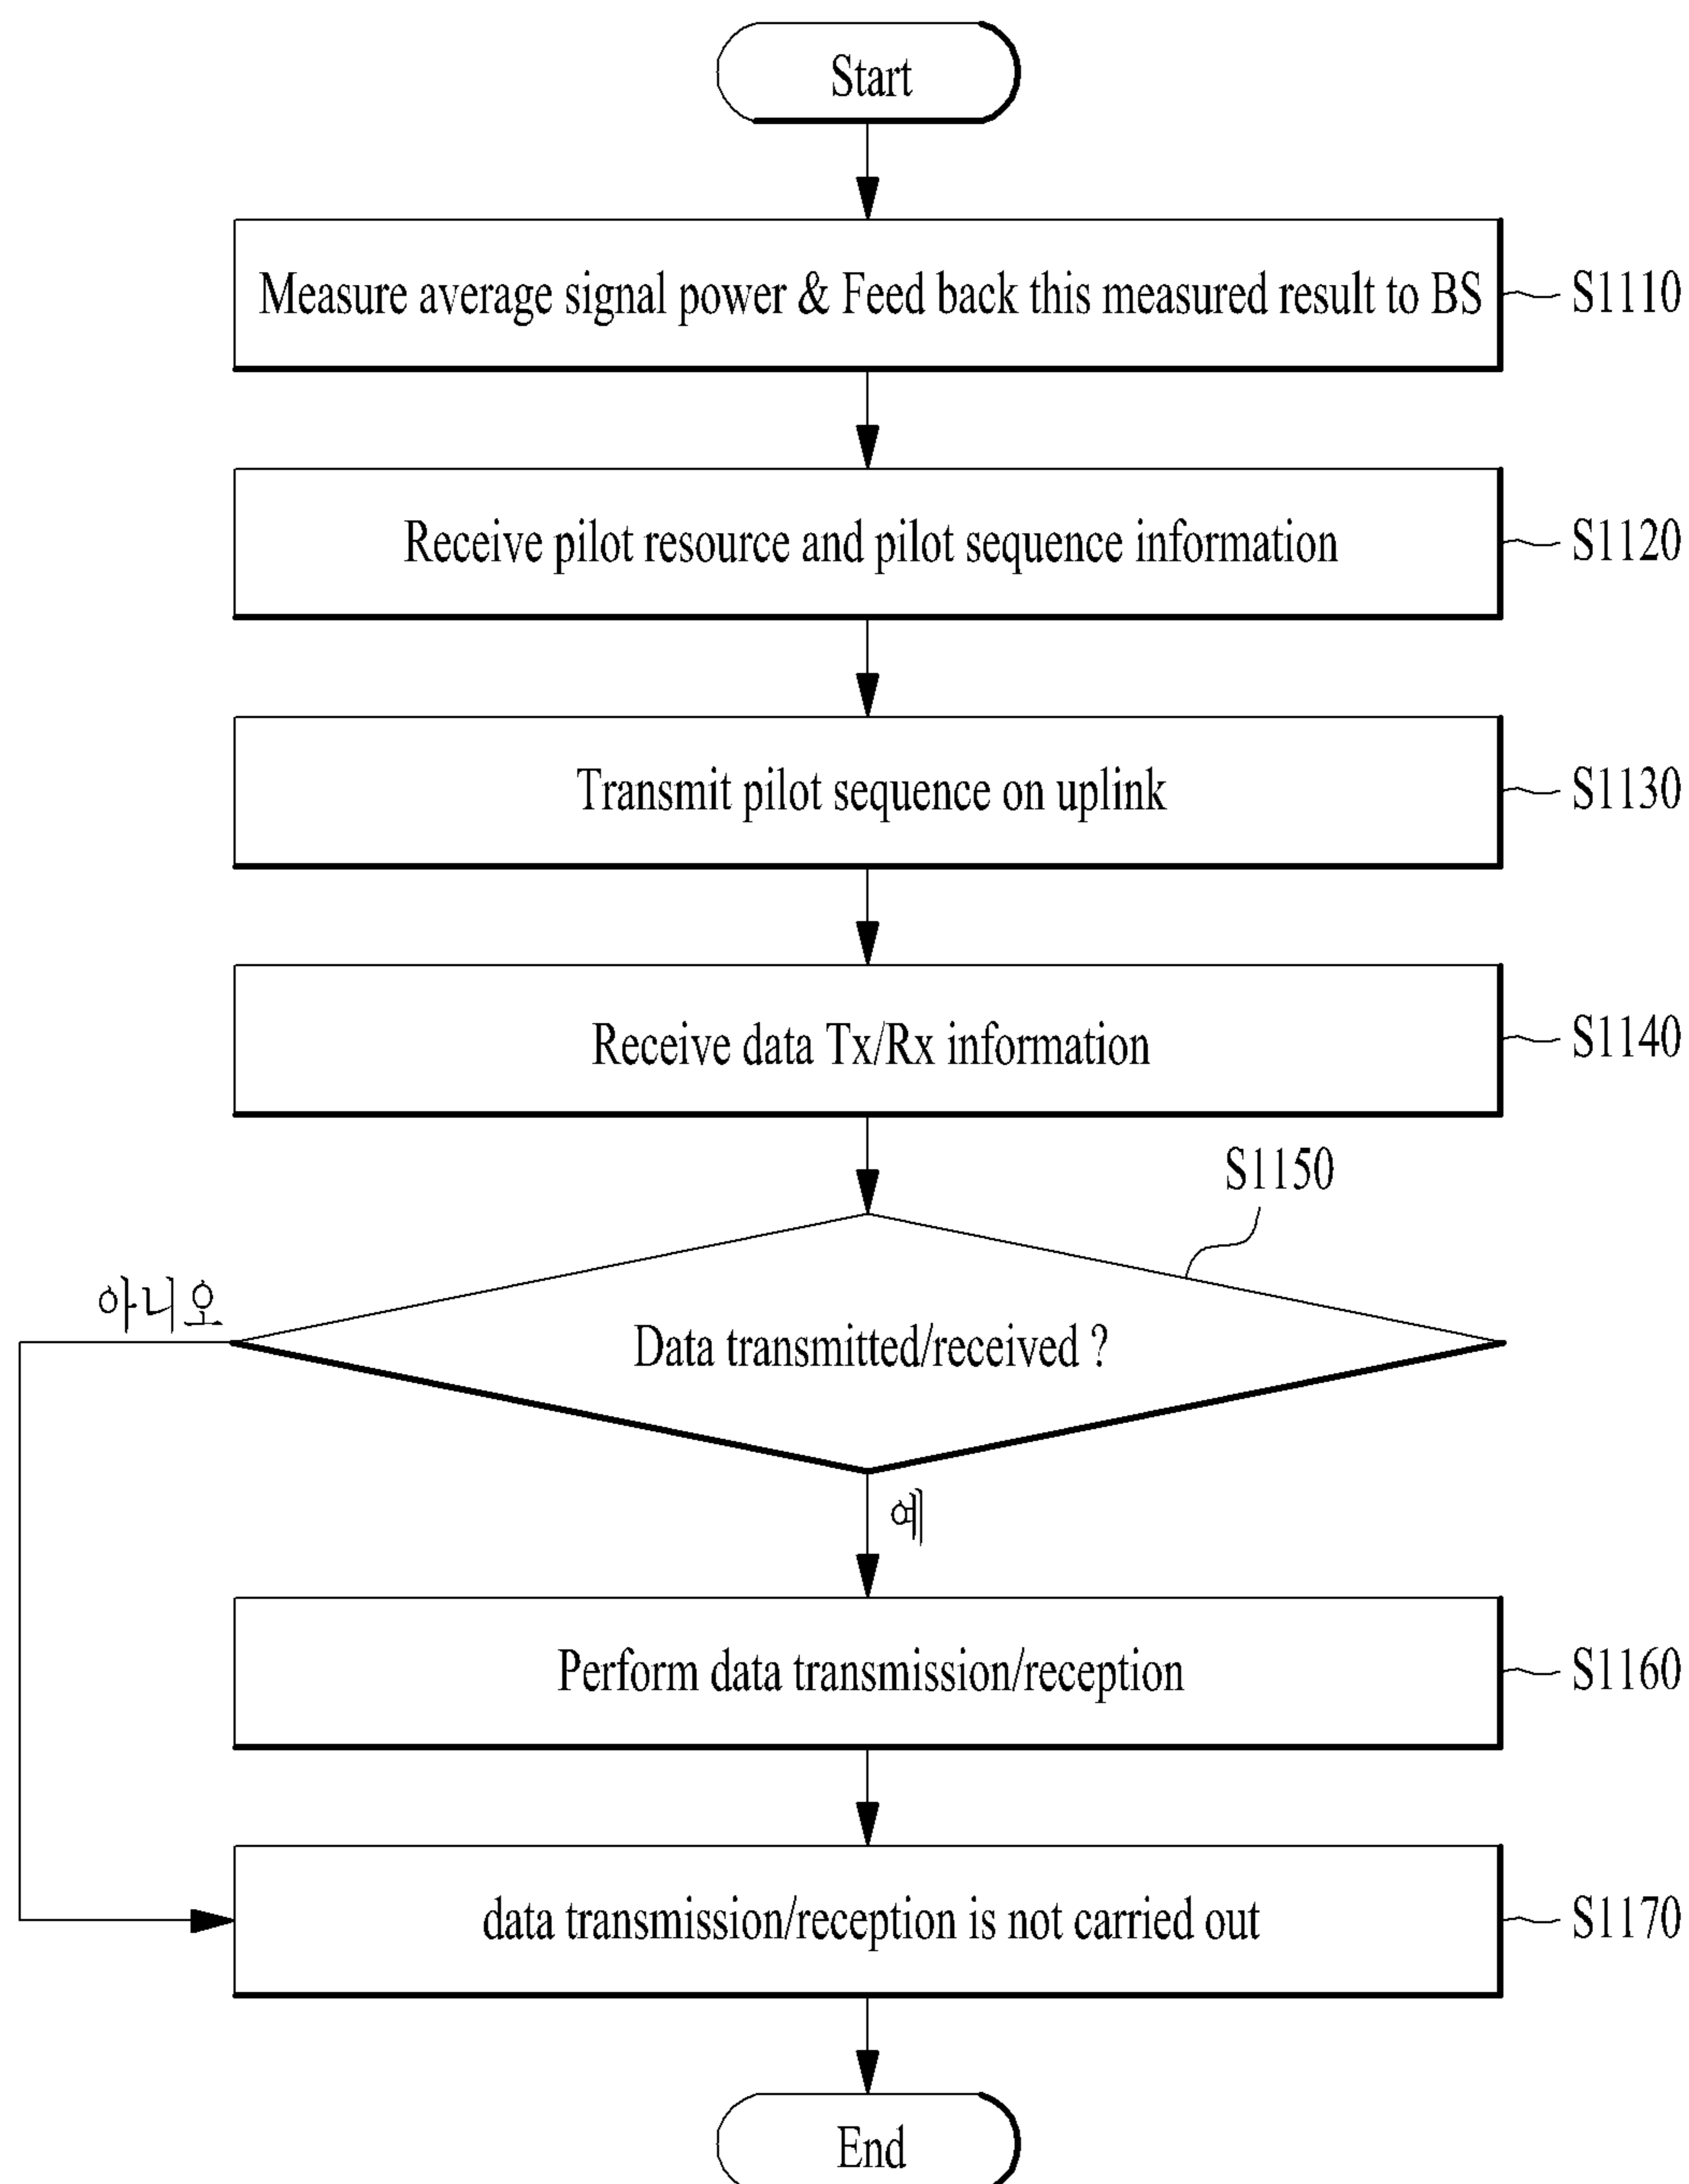 Start
Measure average signal power & Feed back this measured result to BS
S1110
Receive pilot resource and pilot sequence information
S1120
Transmit pilot sequence on uplink
S1130
Receive data Tx/Rx information
S1140
S1150
아니오
Data transmitted/received ?
예
Perform data transmission/reception
S1160
data transmission/reception is not carried out
S1170
End